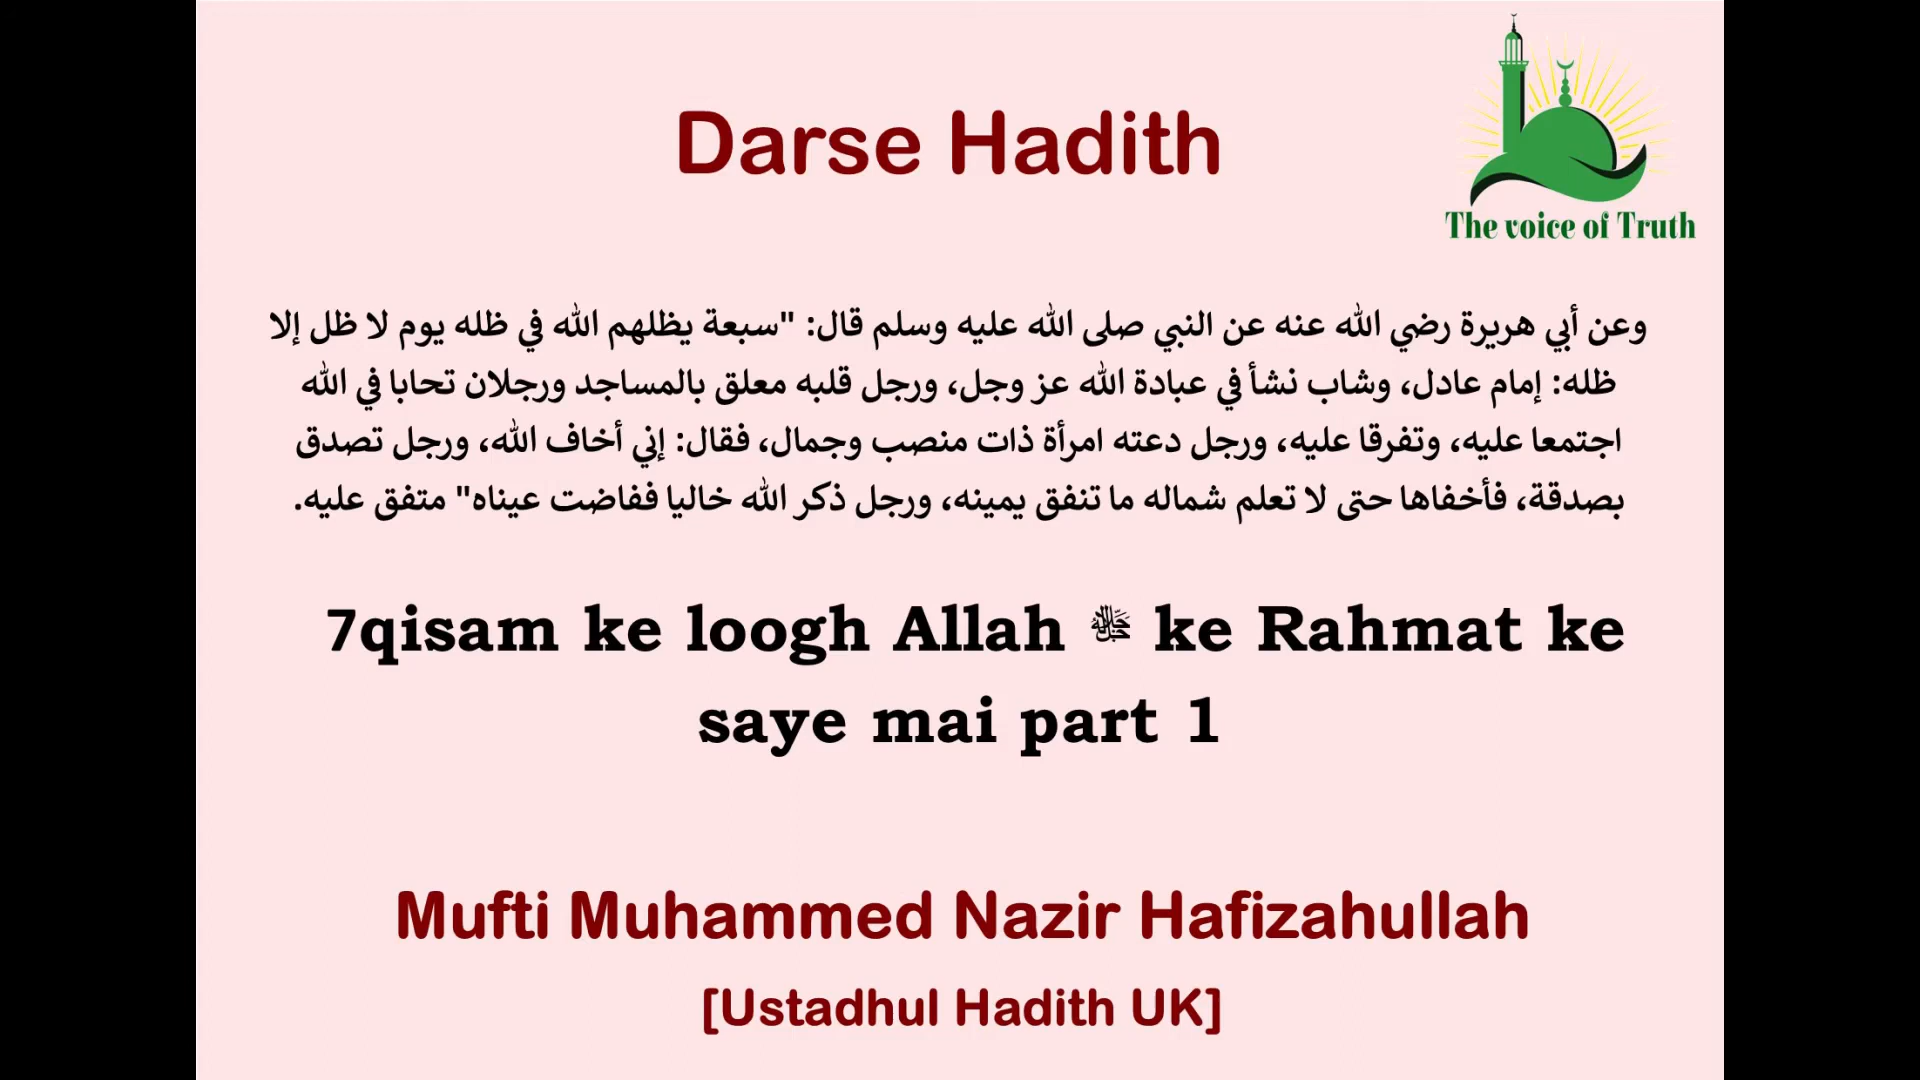 Darse Hadith
The voice of Truth
وعن أبي هريرة رضي الله عنه عن النبي صلى الله عليه وسلم قال: "سبعة يظلهم الله في ظله يوم لا ظل إلا
ظله: إمام عادل، وشاب نشأ في عبادة الله عز وجل، ورجل قلبه معلق بالمساجد ورجلان تحابا في الله
اجتمعا عليه، وتفرقا عليه، ورجل دعته امرأة ذات منصب وجمال، فقال: إني أخاف الله، ورجل تصدق
بصدقة، فأخفاها حتى لا تعلم شماله ما تنفق يمينه، ورجل ذكر الله خاليا ففاضت عيناه" متفق عليه.
7qisam ke loogh Allah ﷻ ke Rahmat ke
saye mai part 1
Mufti Muhammed Nazir Hafizahullah
[Ustadhul Hadith UK]